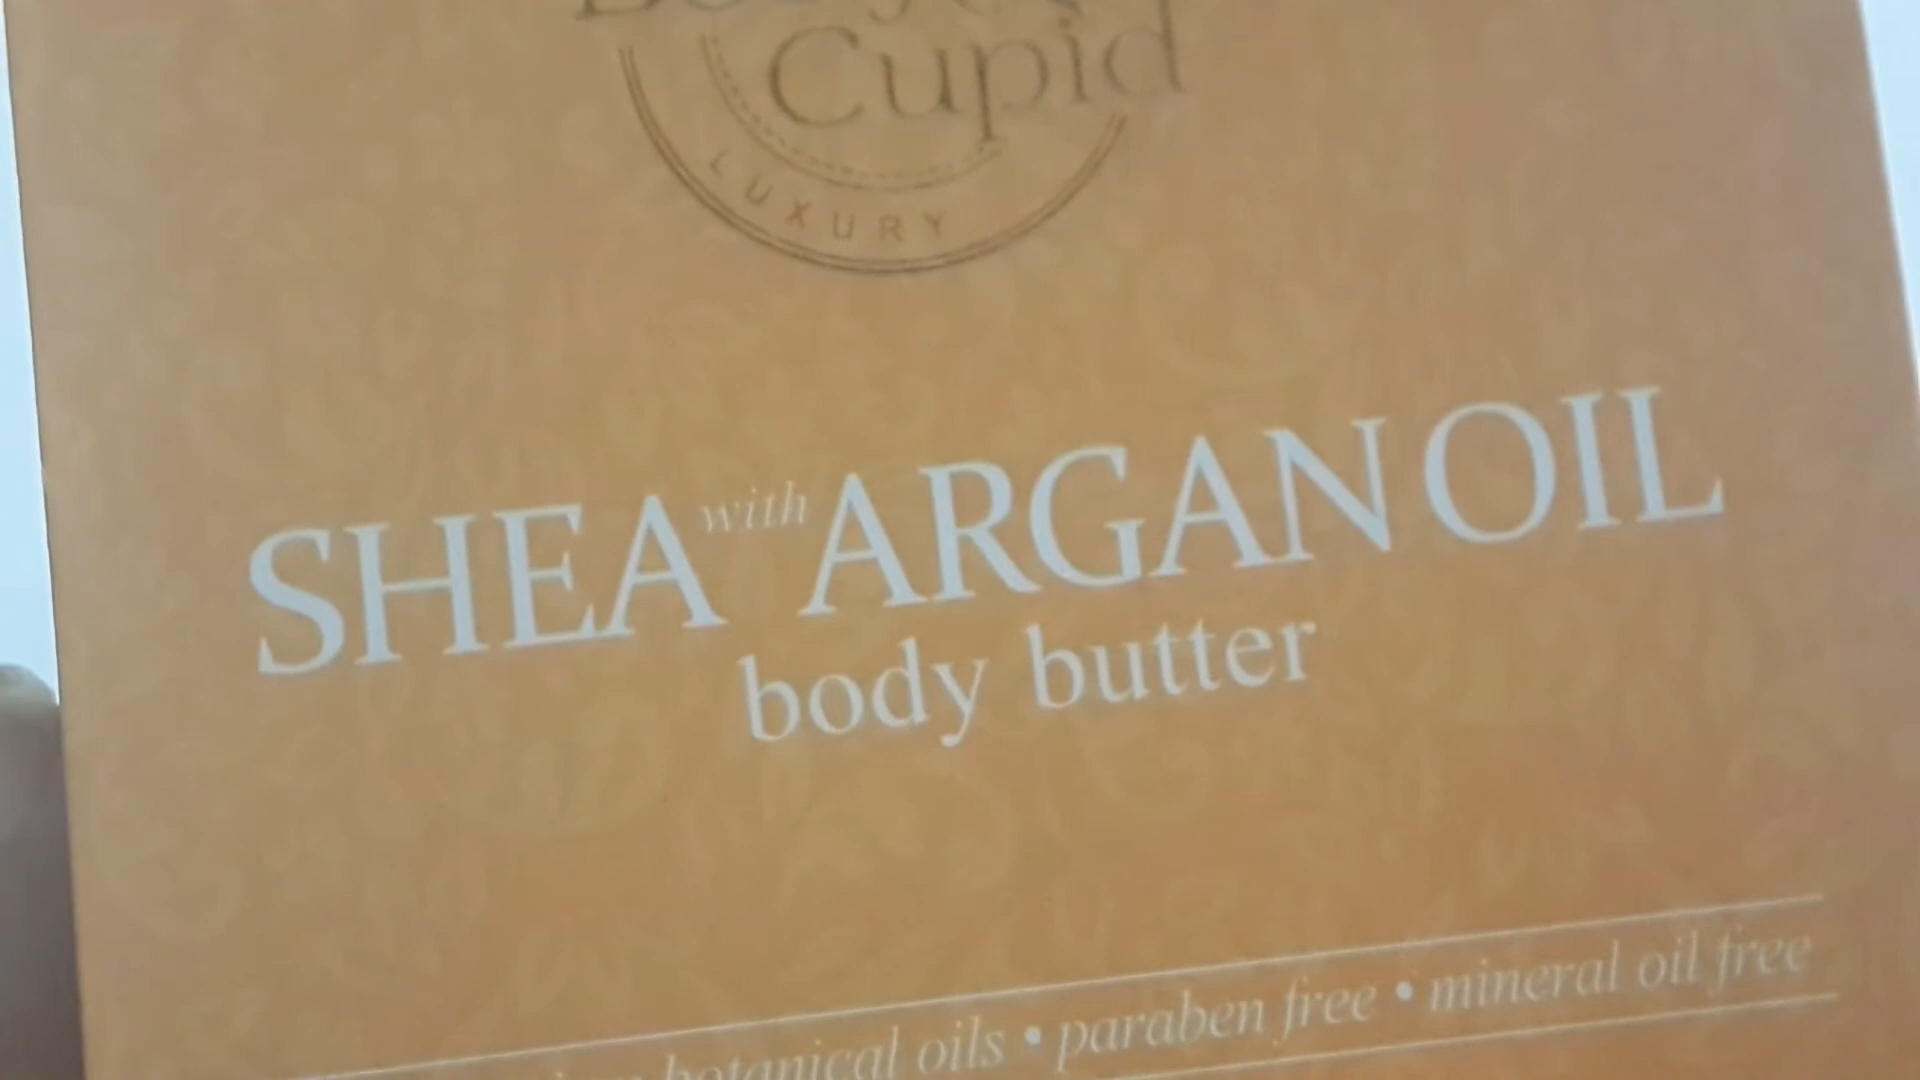 Cupid
LUXURY
SHEA with ARGAN OIL
body butter
botanical oils • paraben free • mineral oil free